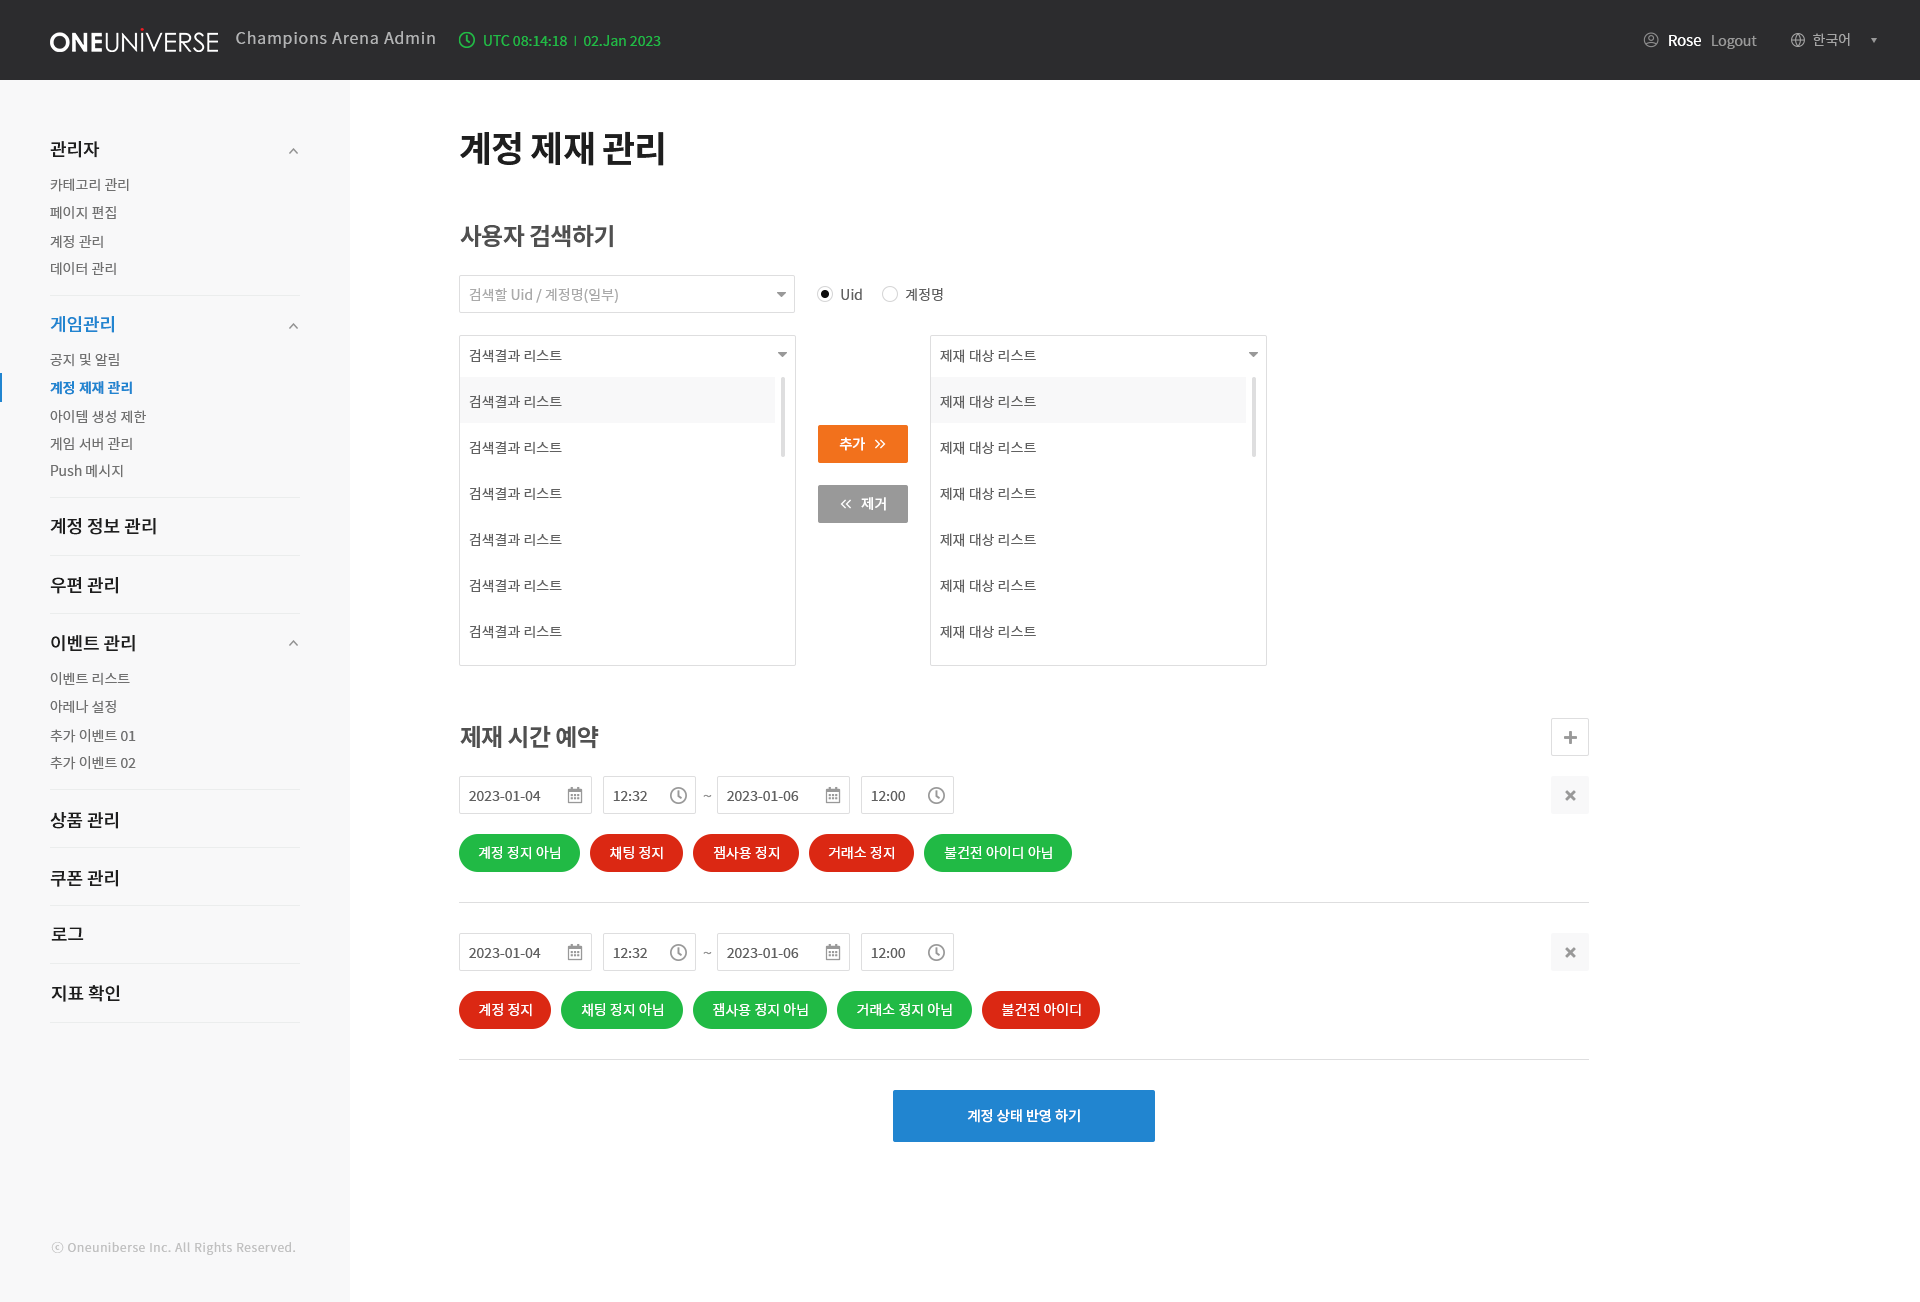 ONEUNIVERSE Champions Arena Admin UTC 08:14:18 | 02.Jan 2023 Rose Logout 한국어
관리자
카테고리 관리
페이지 편집
계정 관리
데이터 관리
게임관리
공지 및 알림
계정 제재 관리
아이템 생성 제한
게임 서버 관리
Push 메시지
계정 정보 관리
우편 관리
이벤트 관리
이벤트 리스트
아레나 설정
추가 이벤트 01
추가 이벤트 02
상품 관리
쿠폰 관리
로그
지표 확인
ⓒ Oneuniberse Inc. All Rights Reserved.
계정 제재 관리
사용자 검색하기
검색할 Uid / 계정명(일부) Uid 계정명
검색결과 리스트
검색결과 리스트
검색결과 리스트
검색결과 리스트
검색결과 리스트
검색결과 리스트
검색결과 리스트
추가
제거
제재 대상 리스트
제재 대상 리스트
제재 대상 리스트
제재 대상 리스트
제재 대상 리스트
제재 대상 리스트
제재 대상 리스트
제재 시간 예약
2023-01-04 12:32 ~ 2023-01-06 12:00
계정 정지 아님 채팅 정지 잼사용 정지 거래소 정지 불건전 아이디 아님
2023-01-04 12:32 ~ 2023-01-06 12:00
계정 정지 채팅 정지 아님 잼사용 정지 아님 거래소 정지 아님 불건전 아이디
계정 상태 반영 하기